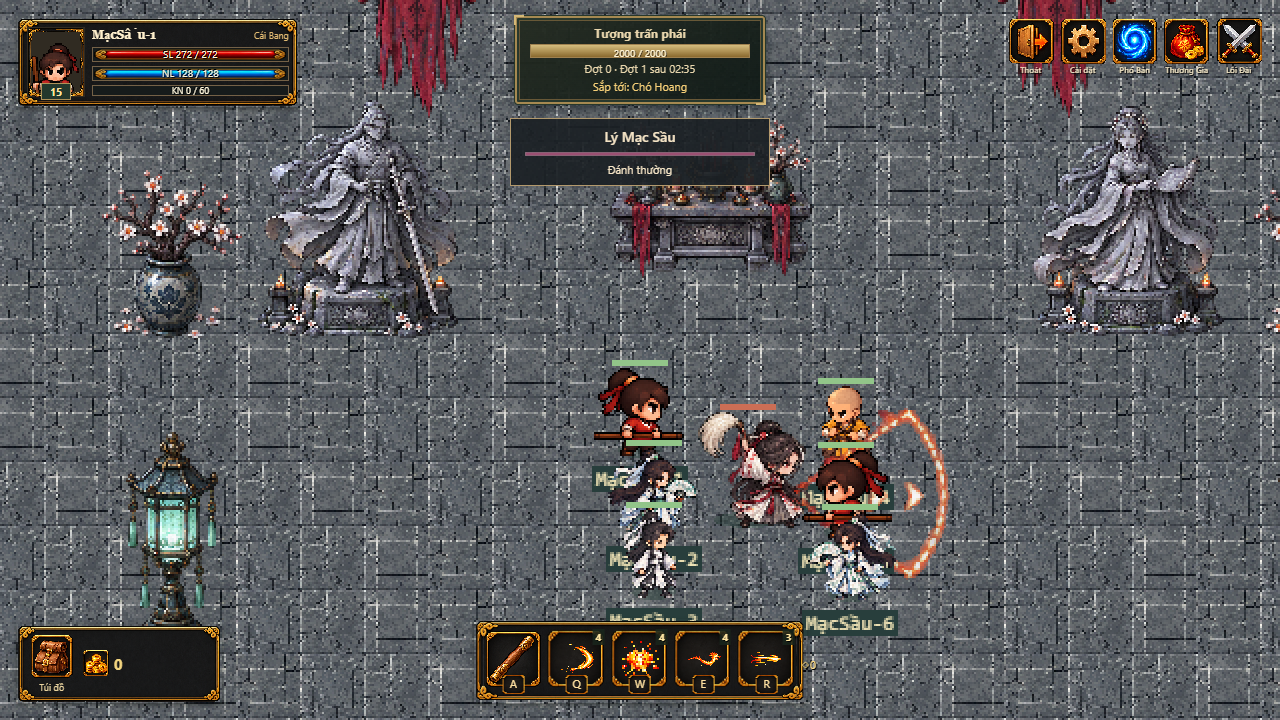 MạcSầu-1
Cái Bang
SL 272 / 272
NL 128 / 128
15
KN 0 / 60
Tượng trấn phái
2000 / 2000
Đợt 0 · Đợt 1 sau 02:35
Sắp tới: Chó Hoang
Lý Mạc Sầu
Đánh thường
Thoát
Cài đặt
Phó Bản
Thương Gia
Lôi Đài
MạcSầu-6
0
Túi đồ
4
4
4
3
A
Q
W
E
R